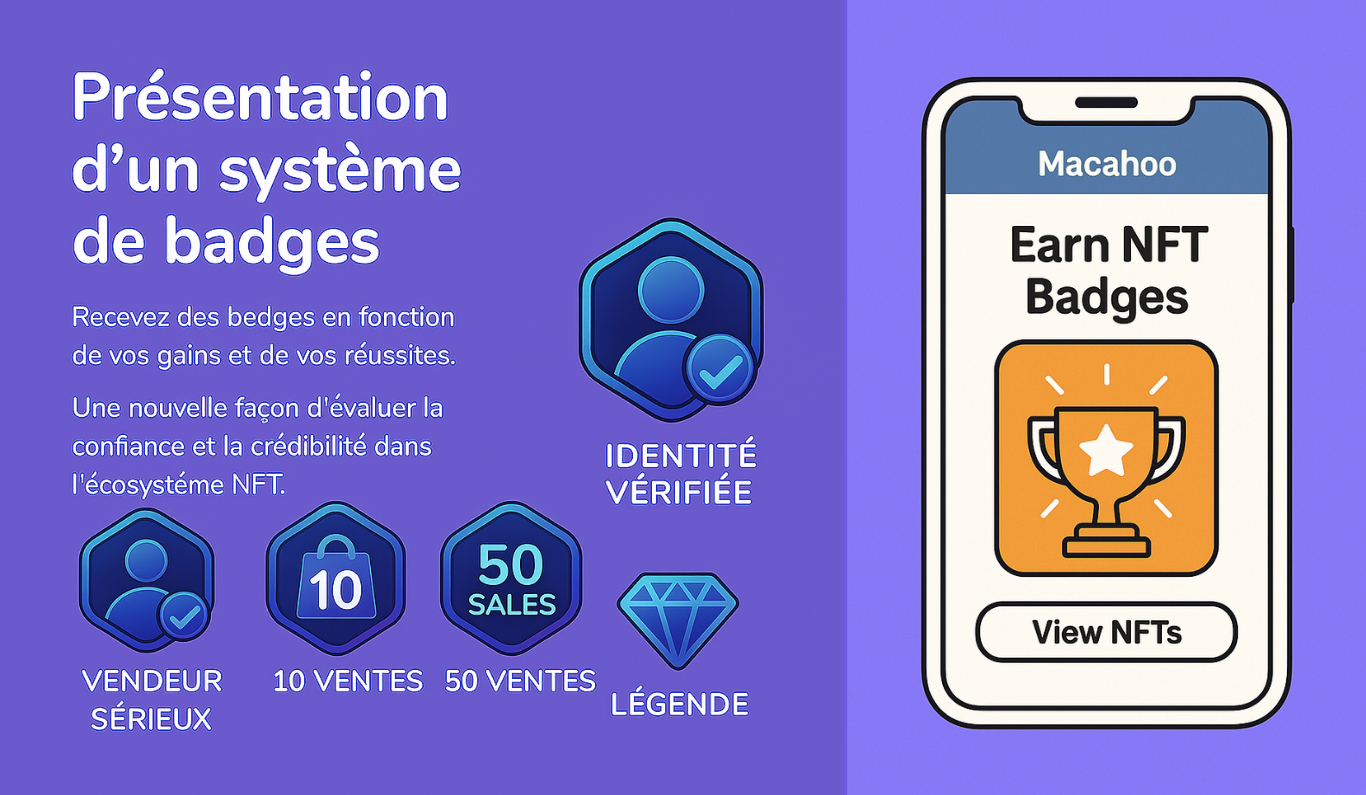 Présentation
d’un système
de badges
Recevez des bedges en fonction
de vos gains et de vos réussites.
Une nouvelle façon d'évaluer la
confiance et la crédibilité dans
l'écosystéme NFT.
IDENTITÉ
VÉRIFIÉE
10
50
SALES
VENDEUR
SÉRIEUX
10 VENTES
50 VENTES
LÉGENDE
Macahoo
Earn NFT
Badges
View NFTs